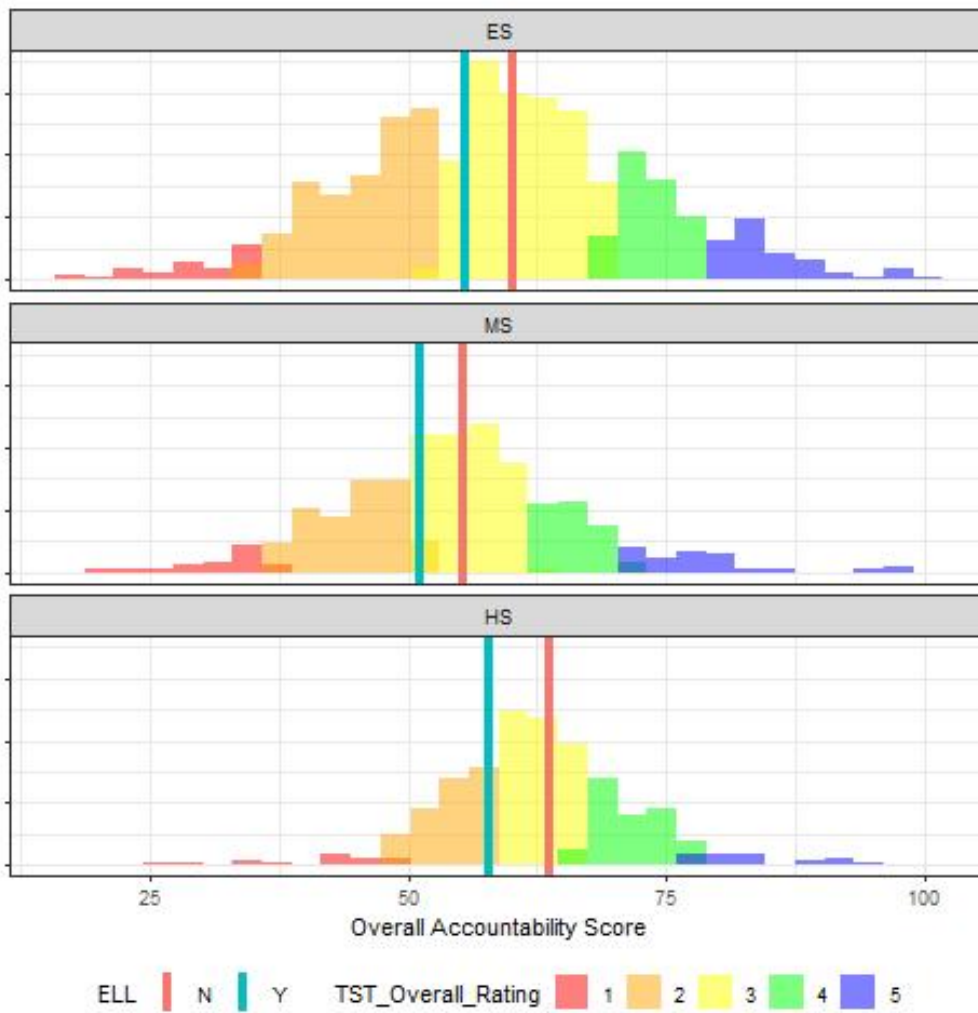 ES
MS
HS
25 50 75 100
Overall Accountability Score
ELL N Y TST_Overall_Rating 1 2 3 4 5